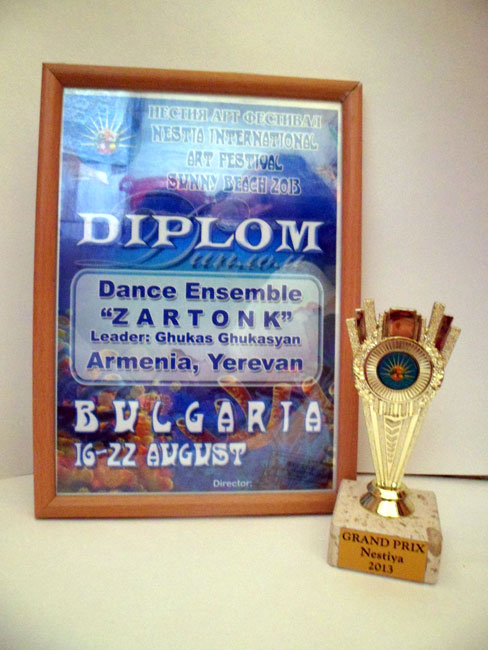 НЕСТИЯ АРТ ФЕСТИВАЛ
NESTIA INTERNATIONAL
ART FESTIVAL
SUNNY BEACH 2013
DIPLOM
Диплом
Dance Ensemble
"ZARTONK"
Leader: Ghukas Ghukasyan
Armenia, Yerevan
BULGARIA
16-22 AUGUST
Director:
GRAND PRIX
Nestiya
2013